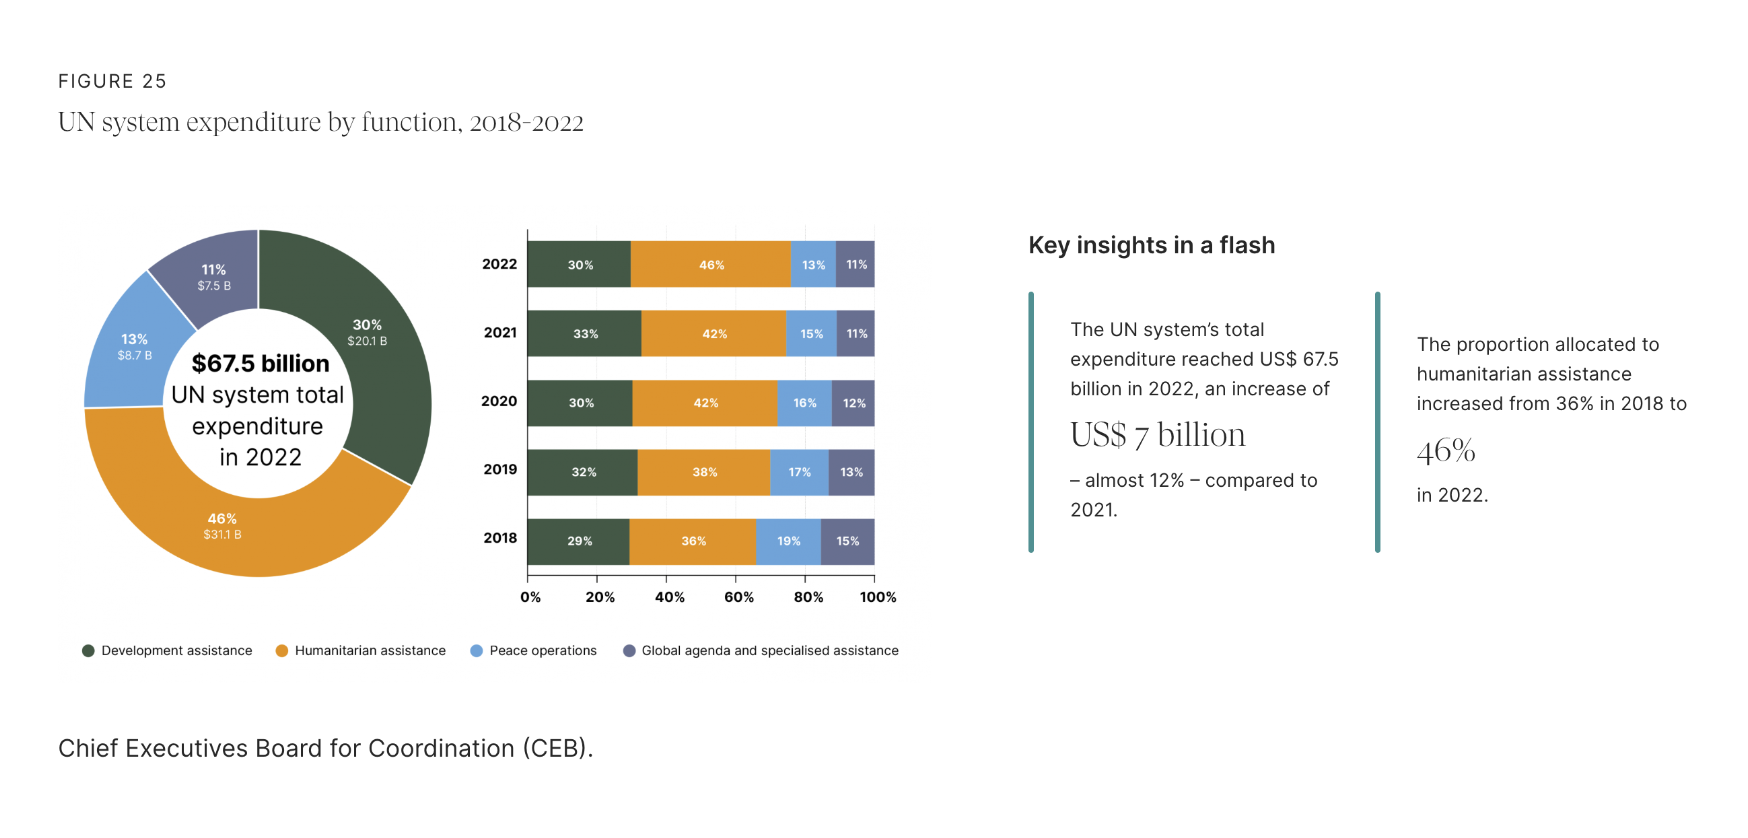 FIGURE 25
UN system expenditure by function, 2018-2022
11%
$7.5 B
30%
$20.1 B
13%
$8.7 B
46%
$31.1 B
$67.5 billion
UN system total
expenditure
in 2022
2022 30% 46% 13% 11%
2021 33% 42% 15% 11%
2020 30% 42% 16% 12%
2019 32% 38% 17% 13%
2018 29% 36% 19% 15%
0% 20% 40% 60% 80% 100%
Development assistance Humanitarian assistance Peace operations Global agenda and specialised assistance
Key insights in a flash
The UN system’s total
expenditure reached US$ 67.5
billion in 2022, an increase of
US$ 7 billion
– almost 12% – compared to
2021.
The proportion allocated to
humanitarian assistance
increased from 36% in 2018 to
46%
in 2022.
Chief Executives Board for Coordination (CEB).